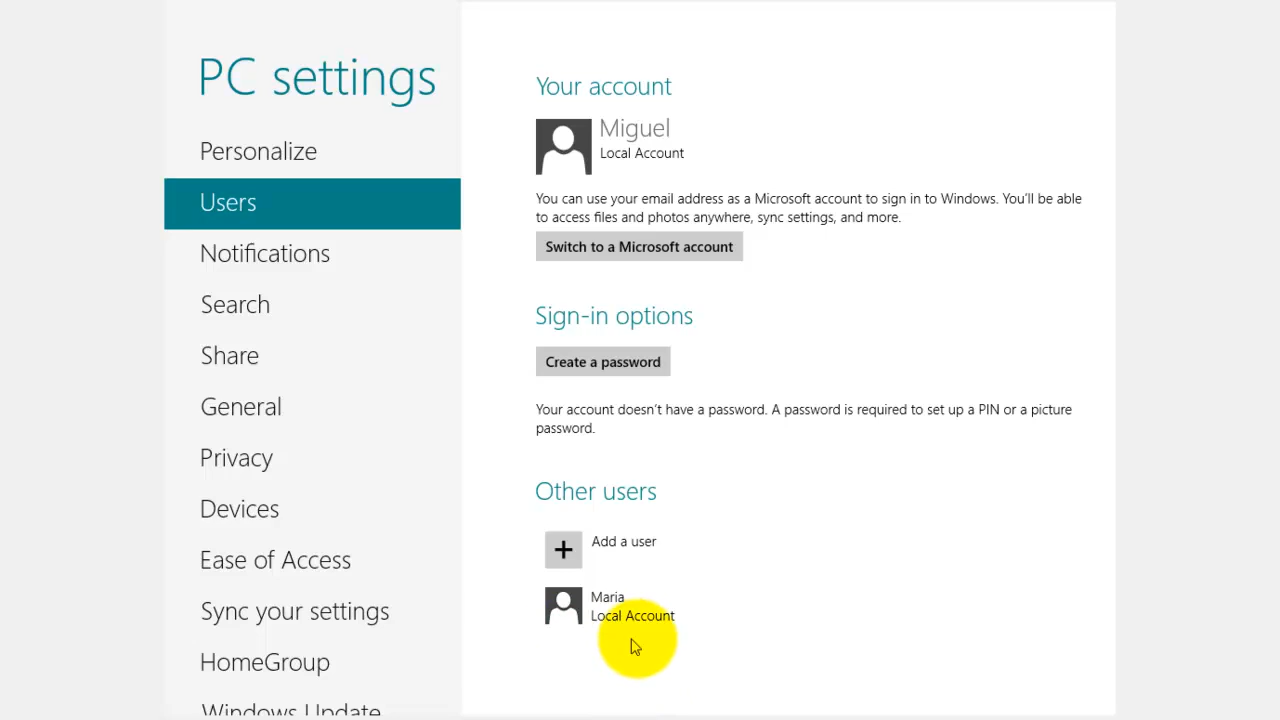 PC settings
Personalize
Users
Notifications
Search
Share
General
Privacy
Devices
Ease of Access
Sync your settings
HomeGroup
Windows Update
Your account
Miguel
Local Account
You can use your email address as a Microsoft account to sign in to Windows. You'll be able
to access files and photos anywhere, sync settings, and more.
Switch to a Microsoft account
Sign-in options
Create a password
Your account doesn't have a password. A password is required to set up a PIN or a picture
password.
Other users
+
Add a user
Maria
Local Account